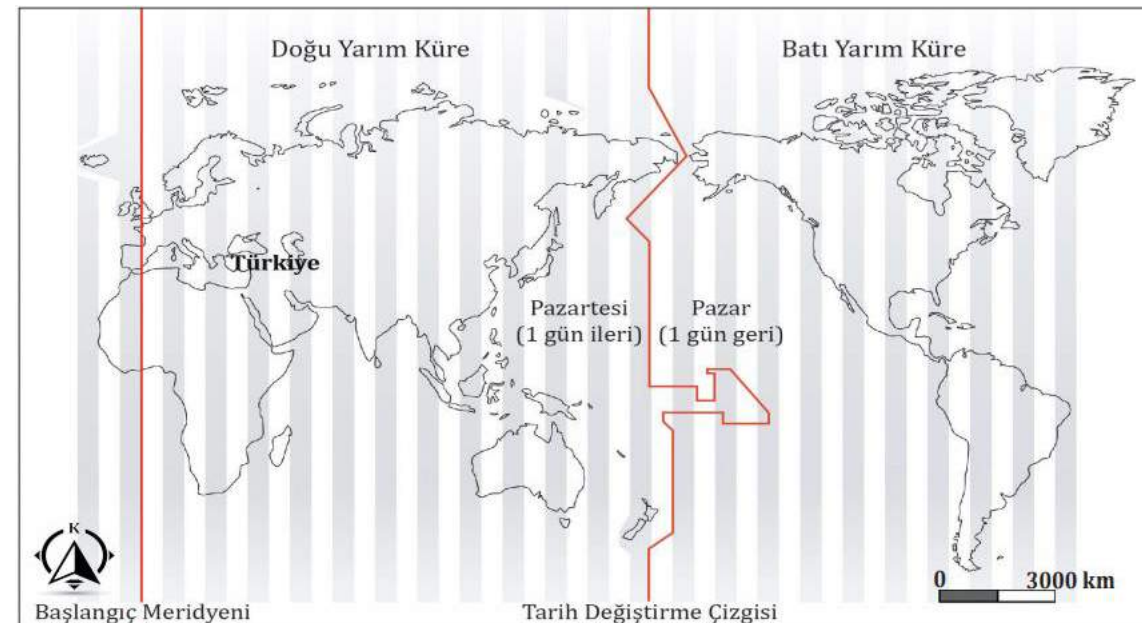 Doğu Yarım Küre
Batı Yarım Küre
Türkiye
Pazartesi
(1 gün ileri)
Pazar
(1 gün geri)
K
0 3000 km
Başlangıç Meridyeni
Tarih Değiştirme Çizgisi